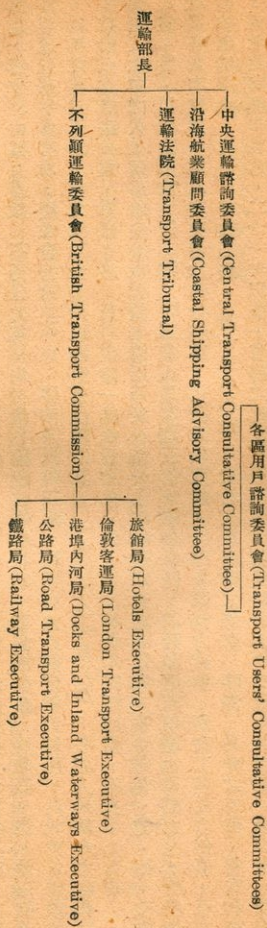 運輸部長
各區用戶諮詢委員會(Transport Users' Consultative Committees)
中央運輸諮詢委員會(Central Transport Consultative Committee)
沿海航業顧問委員會(Coastal Shipping Advisory Committee)
運輸法院(Transport Tribunal)
不列顚運輸委員會(British Transport Commission)
旅館局(Hotels Executive)
倫敦客運局(London Transport Executive)
港埠內河局(Docks and Inland Waterways Executive)
公路局(Road Transport Executive)
鐵路局(Railway Executive)